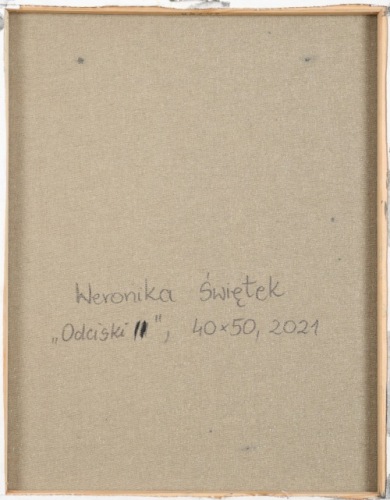 Weronika Świętek
„Odciski II”, 40×50, 2021